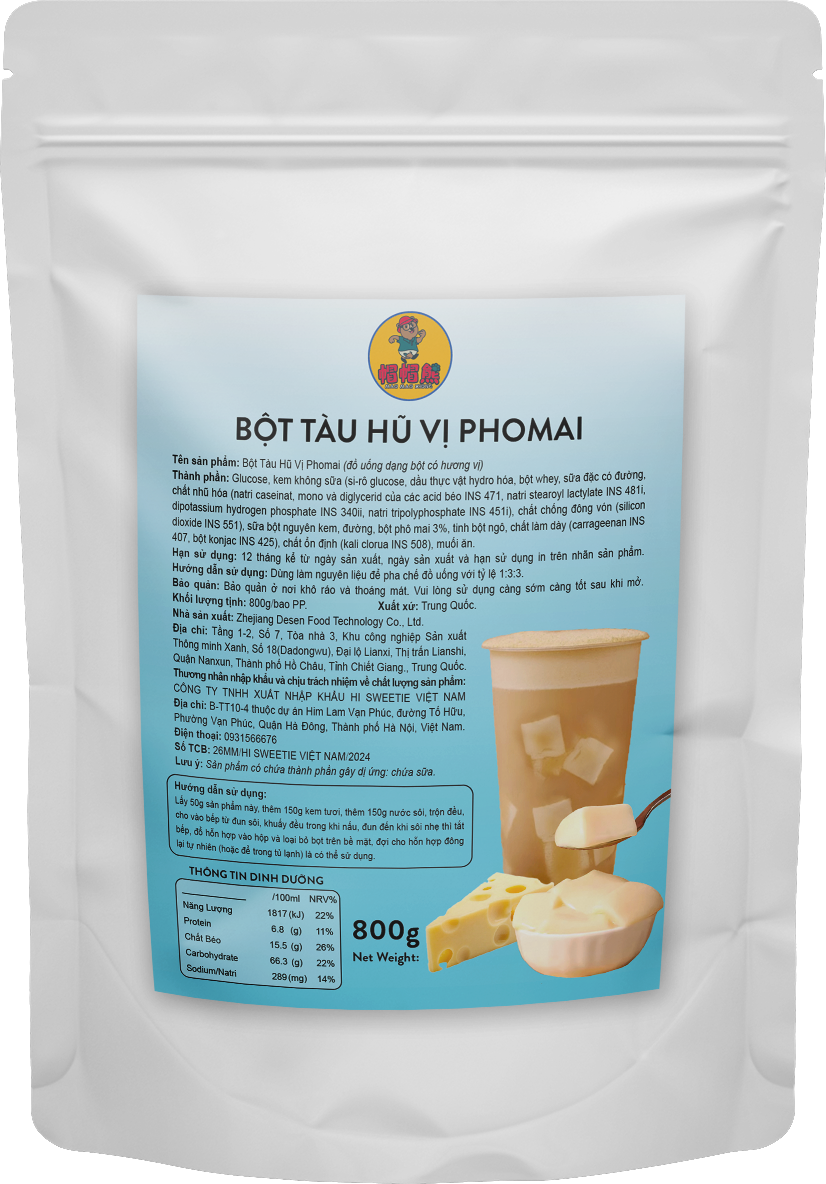 帽帽熊
BỘT TÀU HŨ VỊ PHOMAI
Tên sản phẩm: Bột Tàu Hũ Vị Phomai (đồ uống dạng bột có hương vị)
Thành phần: Glucose, kem không sữa (si-rô glucose, dầu thực vật hydro hóa, bột whey, sữa đặc có đường,
chất nhũ hóa (natri caseinat, mono và diglycerid của các acid béo INS 471, natri stearoyl lactylate INS 481i,
dipotassium hydrogen phosphate INS 340ii, natri tripolyphosphate INS 451i), chất chống đông vón (silicon
dioxide INS 551), sữa bột nguyên kem, đường, bột phô mai 3%, tinh bột ngô, chất làm dày (carrageenan INS
407, bột konjac INS 425), chất ổn định (kali clorua INS 508), muối ăn.
Hạn sử dụng: 12 tháng kể từ ngày sản xuất, ngày sản xuất và hạn sử dụng in trên nhãn sản phẩm.
Hướng dẫn sử dụng: Dùng làm nguyên liệu để pha chế đồ uống với tỷ lệ 1:3:3.
Bảo quản: Bảo quản ở nơi khô ráo và thoáng mát. Vui lòng sử dụng càng sớm càng tốt sau khi mở.
Khối lượng tịnh: 800g/bao PP. Xuất xứ: Trung Quốc.
Nhà sản xuất: Zhejiang Desen Food Technology Co., Ltd.
Địa chỉ: Tầng 1-2, Số 7, Tòa nhà 3, Khu công nghiệp Sản xuất
Thông minh Xanh, Số 18(Dadongwu), Đại lộ Lianxi, Thị trấn Lianshi,
Quận Nanxun, Thành phố Hồ Châu, Tỉnh Chiết Giang., Trung Quốc.
Thương nhân nhập khẩu và chịu trách nhiệm về chất lượng sản phẩm:
CÔNG TY TNHH XUẤT NHẬP KHẨU HI SWEETIE VIỆT NAM
Địa chỉ: B-TT10-4 thuộc dự án Him Lam Vạn Phúc, đường Tố Hữu,
Phường Vạn Phúc, Quận Hà Đông, Thành phố Hà Nội, Việt Nam.
Điện thoại: 0931566676
Số TCB: 26MM/HI SWEETIE VIỆT NAM/2024
Lưu ý: Sản phẩm có chứa thành phần gây dị ứng: chứa sữa.
Hướng dẫn sử dụng:
Lấy 50g sản phẩm này, thêm 150g kem tươi, thêm 150g nước sôi, trộn đều,
cho vào bếp từ đun sôi, khuấy đều trong khi nấu, đun đến khi sôi nhẹ thì tắt
bếp, đổ hỗn hợp vào hộp và loại bỏ bọt trên bề mặt, đợi cho hỗn hợp đông
lại tự nhiên (hoặc để trong tủ lạnh) là có thể sử dụng.
THÔNG TIN DINH DƯỠNG
/100ml NRV%
Năng Lượng 1817(kJ) 22%
Protein 6.8 (g) 11%
Chất Béo 15.5 (g) 26%
Carbohydrate 66.3 (g) 22%
Sodium/Natri 289(mg) 14%
800g
Net Weight: